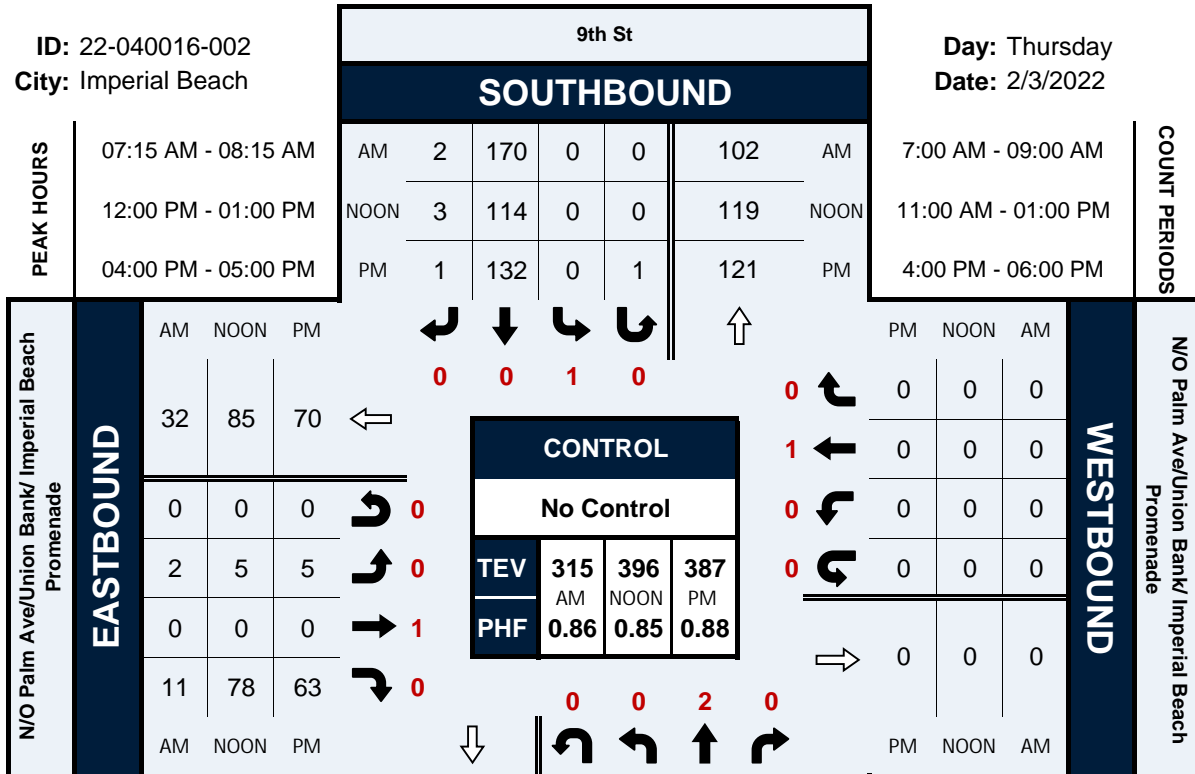 ID: 22-040016-002
City: Imperial Beach
9th St
SOUTHBOUND
Day: Thursday
Date: 2/3/2022
PEAK HOURS
07:15 AM - 08:15 AM
12:00 PM - 01:00 PM
04:00 PM - 05:00 PM
AM 2 170 0 0 102 AM
NOON 3 114 0 0 119 NOON
PM 1 132 0 1 121 PM
7:00 AM - 09:00 AM
11:00 AM - 01:00 PM
4:00 PM - 06:00 PM
COUNT PERIODS
0 0 1 0
N/O Palm Ave/Union Bank/ Imperial Beach
Promenade
EASTBOUND
AM NOON PM
32 85 70
0 0 0 0
2 5 5 0
0 0 0 1
11 78 63 0
AM NOON PM
CONTROL
No Control
TEV 315 396 387
AM NOON PM
PHF 0.86 0.85 0.88
PM NOON AM
0 0 0 0
1 0 0 0
0 0 0 0
0 0 0 0
0 0 0
PM NOON AM
WESTBOUND
N/O Palm Ave/Union Bank/ Imperial Beach
Promenade
0 0 2 0